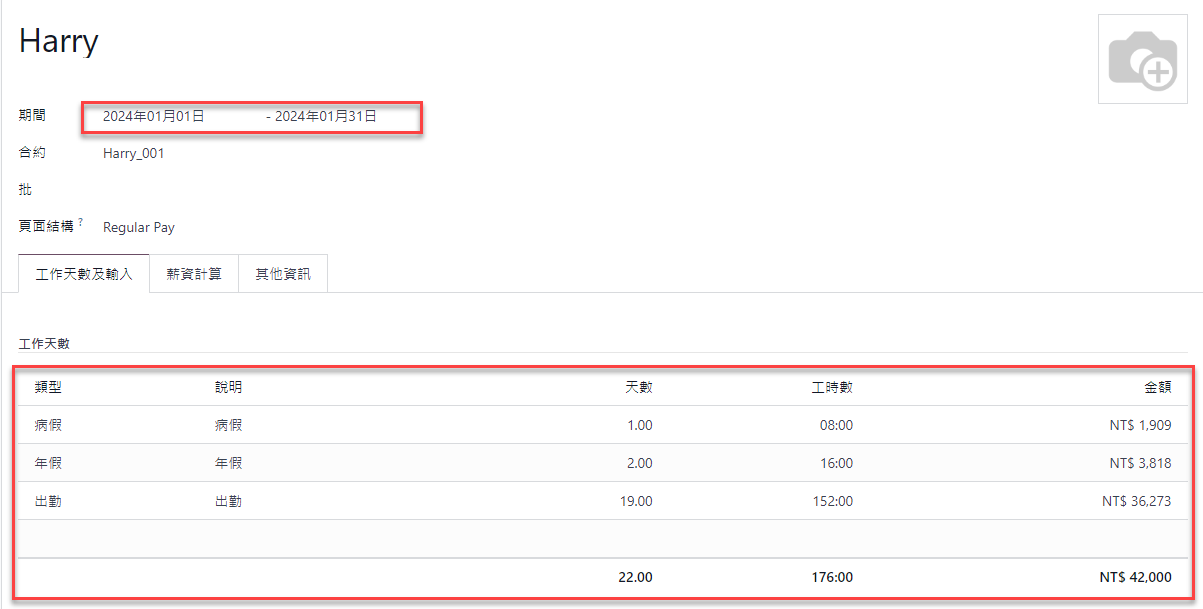 Harry
期間 2024年01月01日 - 2024年01月31日
合約 Harry_001
批
頁面結構 ? Regular Pay
工作天數及輸入 薪資計算 其他資訊
工作天數
類型 說明 天數 工時數 金額
病假 病假 1.00 08:00 NT$ 1,909
年假 年假 2.00 16:00 NT$ 3,818
出勤 出勤 19.00 152:00 NT$ 36,273
22.00 176:00 NT$ 42,000